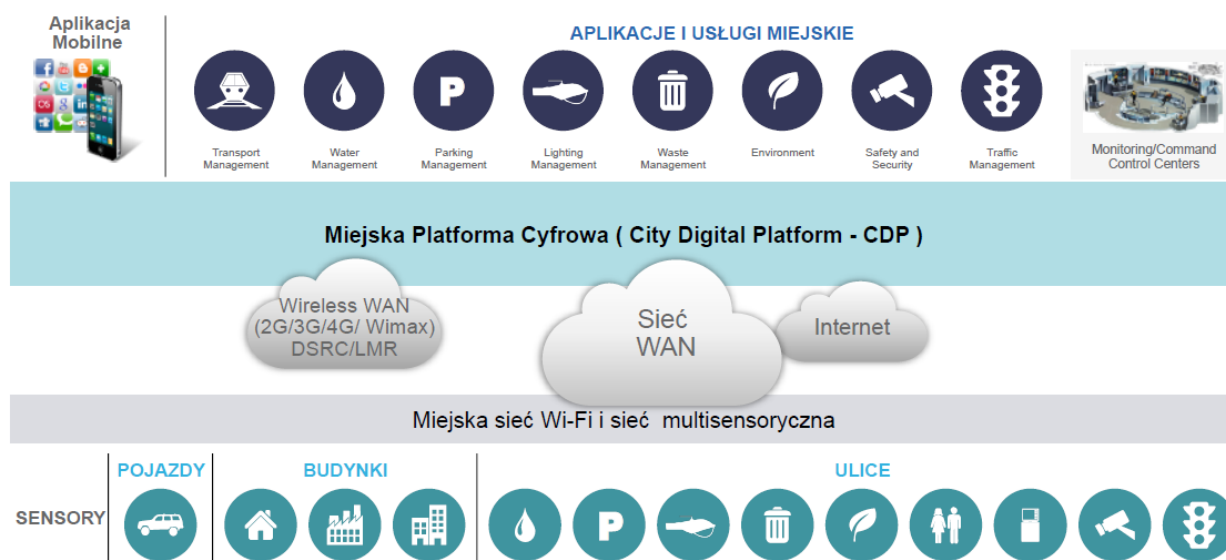 Aplikacja
Mobilne
APLIKACJE I USŁUGI MIEJSKIE
P
Transport
Management
Water
Management
Parking
Management
Lighting
Management
Waste
Management
Environment
Safety and
Security
Traffic
Management
Monitoring/Command
Control Centers
Miejska Platforma Cyfrowa ( City Digital Platform - CDP )
Wireless WAN
(2G/3G/4G/ Wimax)
DSRC/LMR
Sieć
WAN
Internet
Miejska sieć Wi-Fi i sieć multisensoryczna
SENSORY
POJAZDY
BUDYNKI
ULICE
P